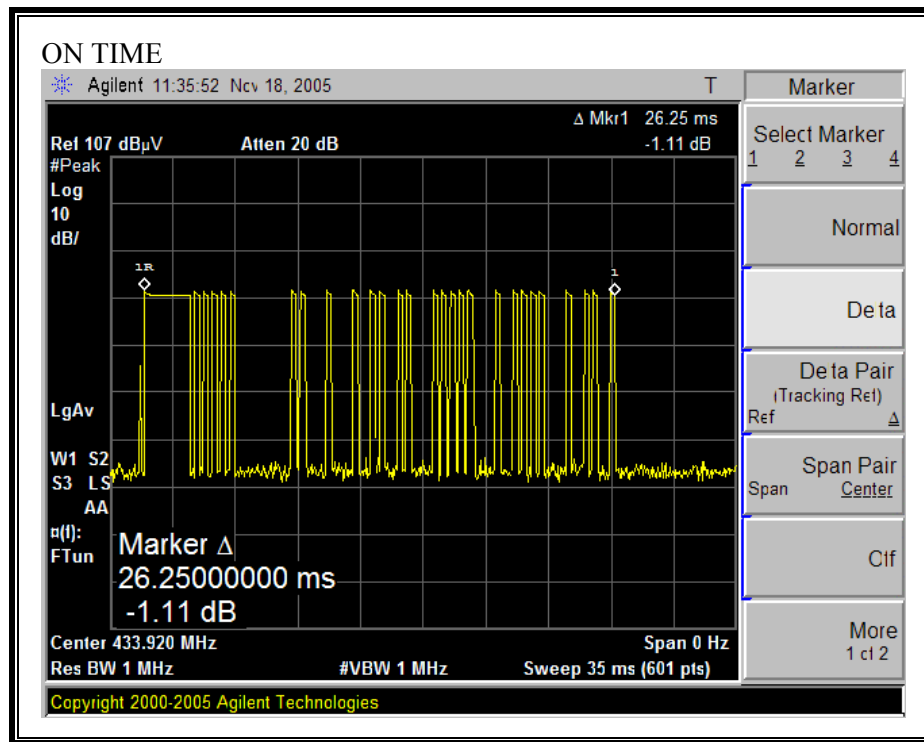 ON TIME
Agilent 11:35:52 Nov 18, 2005 T
Marker
Δ Mkr1 26.25 ms
Ref 107 dBµV Atten 20 dB -1.11 dB
#Peak
Log
10
dB/
1R
1
LgAv
W1 S2
S3 LS
AA
¤(f):
FTun
Marker Δ
26.25000000 ms
-1.11 dB
Center 433.920 MHz Span 0 Hz
Res BW 1 MHz #VBW 1 MHz Sweep 35 ms (601 pts)
Copyright 2000-2005 Agilent Technologies
Select Marker
1 2 3 4
Normal
De ta
De ta Pair
(Tracking Ref)
Ref Δ
Span Pair
Span Center
Off
More
1 of 2